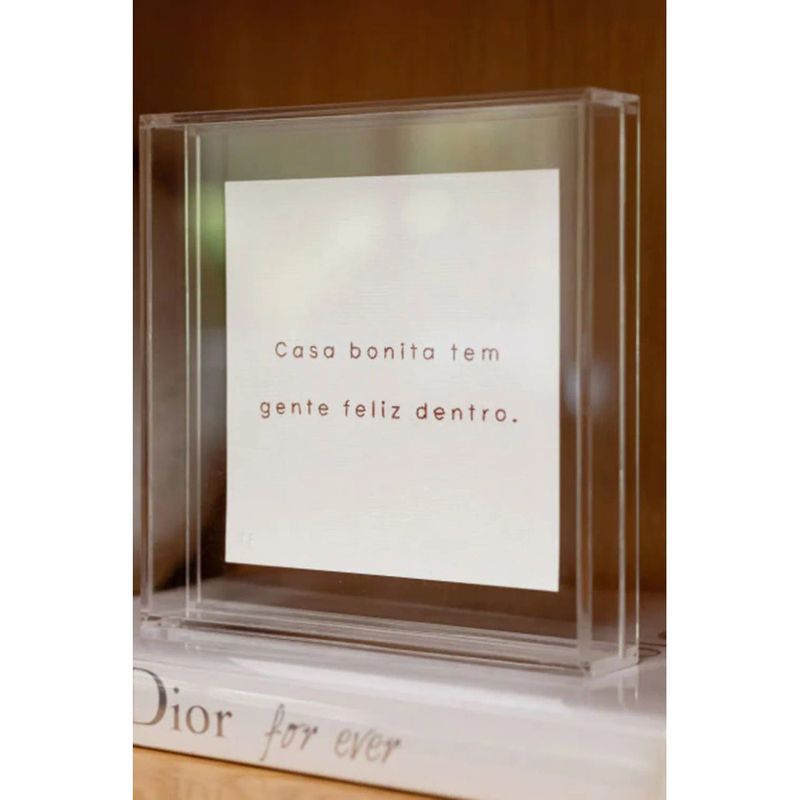 Casa bonita tem
gente feliz dentro.
Dior for ever